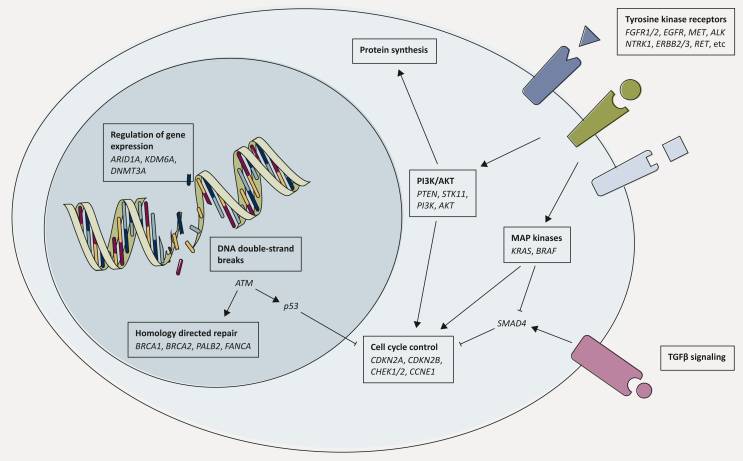 Tyrosine kinase receptors
FGFR1/2, EGFR, MET, ALK
NTRK1, ERBB2/3, RET, etc
Protein synthesis
Regulation of gene
expression
ARID1A, KDM6A,
DNMT3A
PI3K/AKT
PTEN, STK11,
PI3K, AKT
MAP kinases
KRAS, BRAF
DNA double-strand
breaks
ATM
p53
SMAD4
Homology directed repair
BRCA1, BRCA2, PALB2, FANCA
Cell cycle control
CDKN2A, CDKN2B,
CHEK1/2, CCNE1
TGFβ signaling